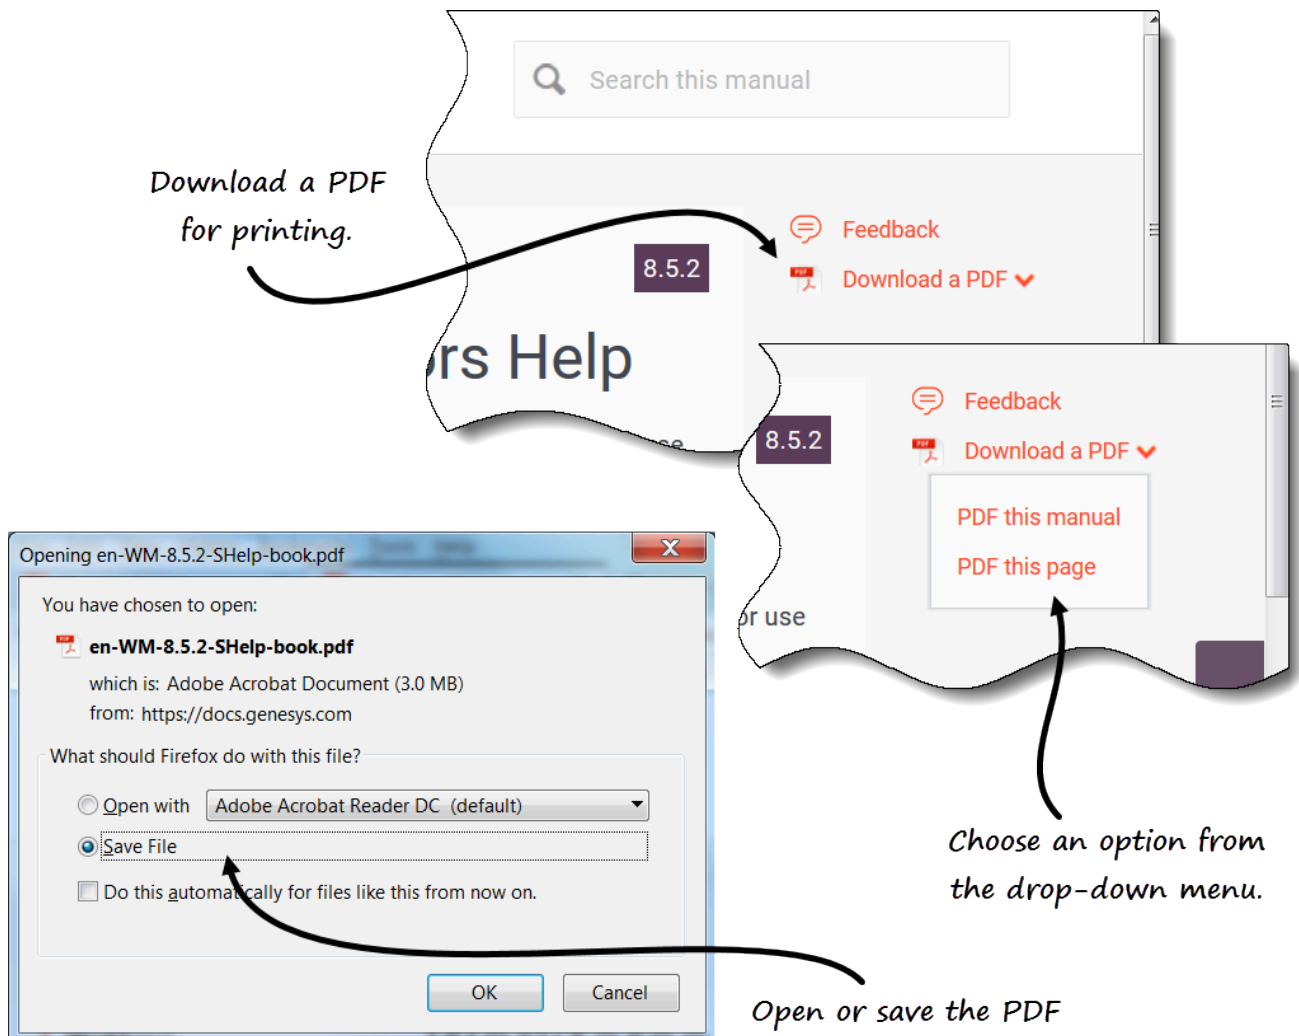 Search this manual
Download a PDF
for printing.
Feedback
8.5.2
Download a PDF
rs Help
Feedback
8.5.2
Download a PDF
PDF this manual
PDF this page
or use
Choose an option from
the drop-down menu.
Opening en-WM-8.5.2-SHelp-book.pdf
You have chosen to open:
en-WM-8.5.2-SHelp-book.pdf
which is: Adobe Acrobat Document (3.0 MB)
from: https://docs.genesys.com
What should Firefox do with this file?
Open with Adobe Acrobat Reader DC (default)
Save File
Do this automatically for files like this from now on.
OK Cancel
Open or save the PDF